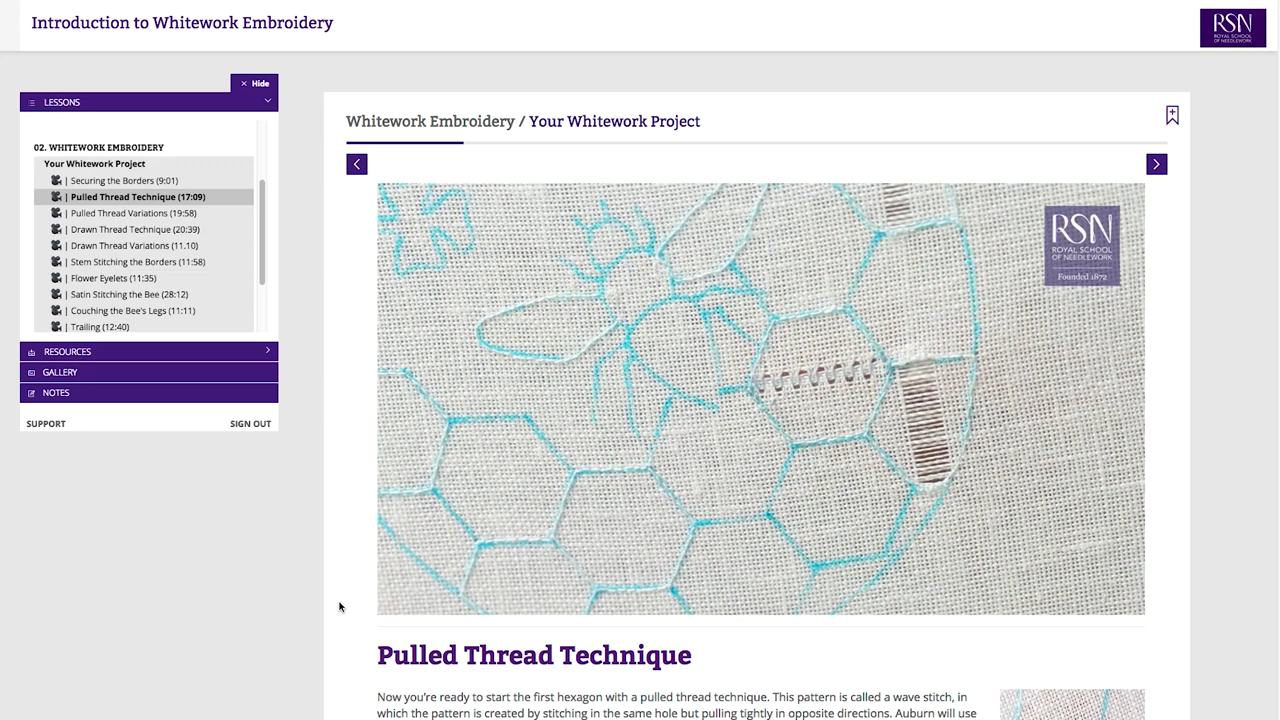 Introduction to Whitework Embroidery
RSN
ROYAL SCHOOL
OF NEEDLEWORK
× Hide
LESSONS
02. WHITEWORK EMBROIDERY
Your Whitework Project
| Securing the Borders (9:01)
| Pulled Thread Technique (17:09)
| Pulled Thread Variations (19:58)
| Drawn Thread Technique (20:39)
| Drawn Thread Variations (11.10)
| Stem Stitching the Borders (11:58)
| Flower Eyelets (11:35)
| Satin Stitching the Bee (28:12)
| Couching the Bee's Legs (11:11)
| Trailing (12:40)
RESOURCES
GALLERY
NOTES
SUPPORT
SIGN OUT
Whitework Embroidery / Your Whitework Project
RSN
ROYAL SCHOOL
OF NEEDLEWORK
Founded 1872
Pulled Thread Technique
Now you're ready to start the first hexagon with a pulled thread technique. This pattern is called a wave stitch, in
which the pattern is created by stitching in the same hole but pulling tightly in opposite directions. Auburn will use